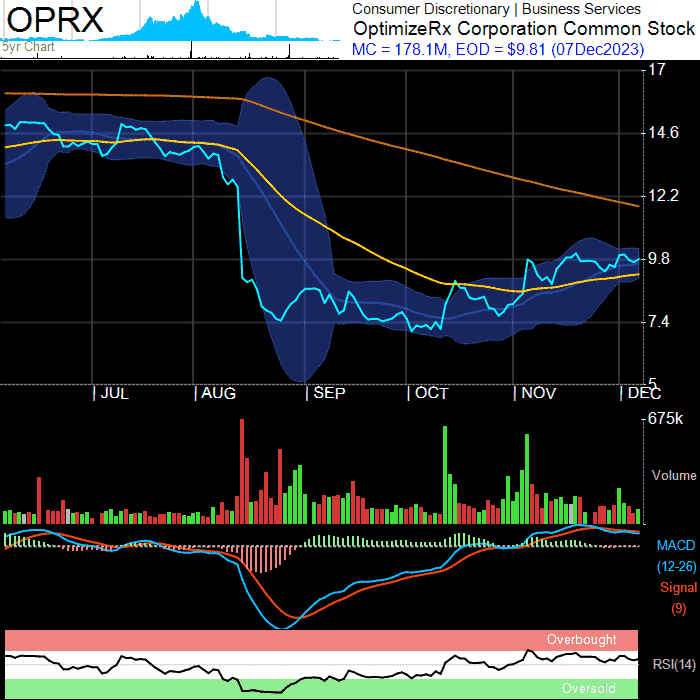 OPRX
5yr Chart
Consumer Discretionary | Business Services
OptimizeRx Corporation Common Stock
MC = 178.1M, EOD = $9.81 (07Dec2023)
17
14.6
12.2
9.8
7.4
5
JUL
AUG
SEP
OCT
NOV
DEC
675k
Volume
MACD
(12-26)
Signal
(9)
Overbought
RSI(14)
Oversold